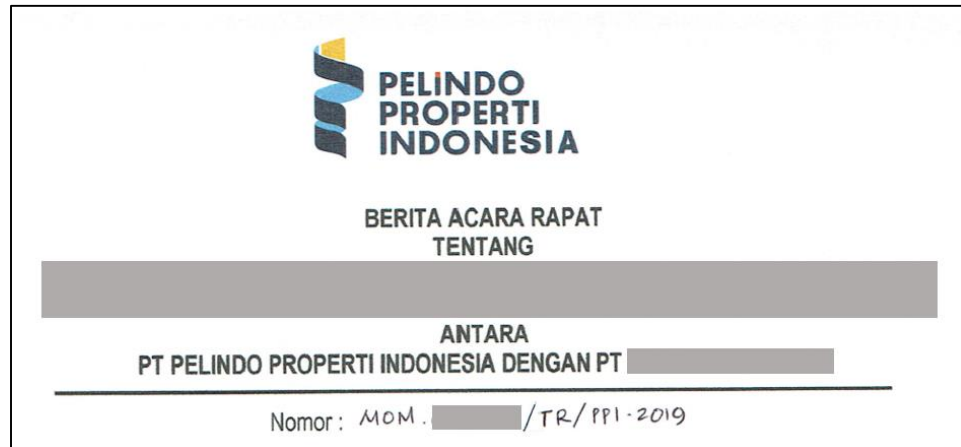 PELINDO
PROPERTI
INDONESIA
BERITA ACARA RAPAT
TENTANG
ANTARA
PT PELINDO PROPERTI INDONESIA DENGAN PT
Nomor : MOM. /TR/PPI-2019